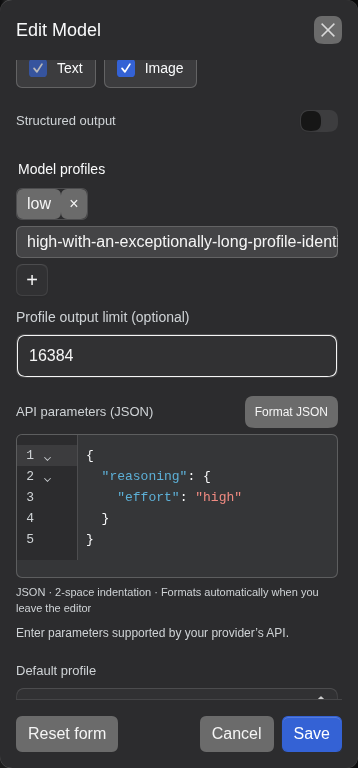 Edit Model
Text
Image
Structured output
Model profiles
low ×
high-with-an-exceptionally-long-profile-identi
+
Profile output limit (optional)
16384
API parameters (JSON)
Format JSON
1 {
2 "reasoning": {
3 "effort": "high"
4 }
5 }
JSON · 2-space indentation · Formats automatically when you
leave the editor
Enter parameters supported by your provider's API.
Default profile
Reset form
Cancel
Save